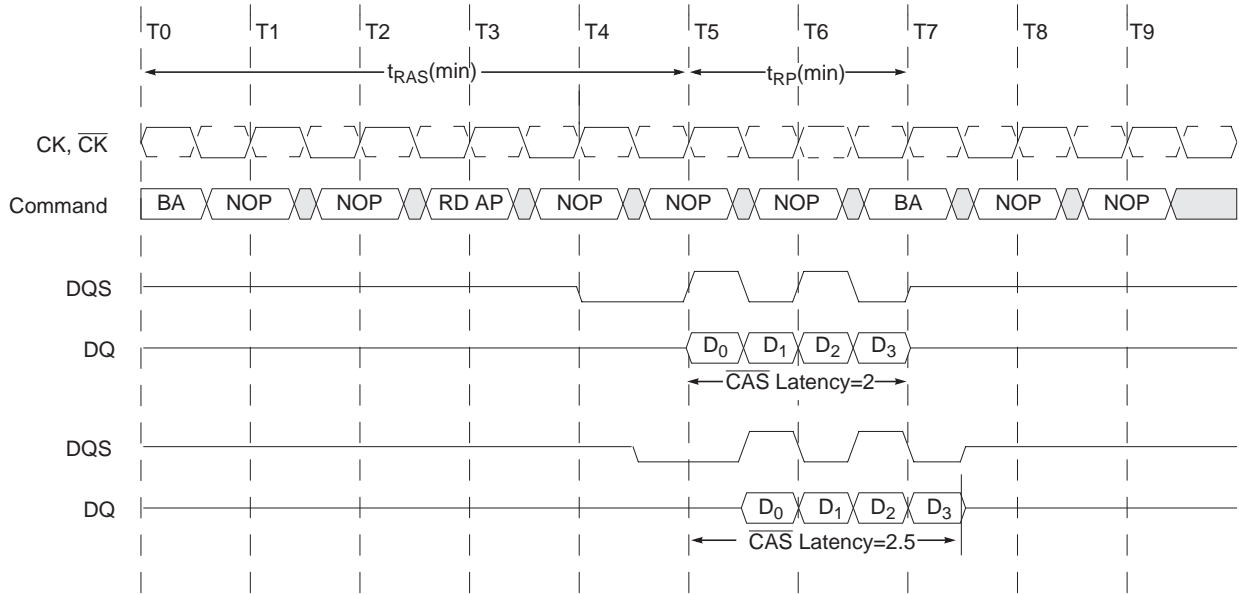 T0 T1 T2 T3 T4 T5 T6 T7 T8 T9
tRAS(min) tRP(min)
CK, CK
Command BA NOP NOP RD AP NOP NOP NOP BA NOP NOP
DQS
DQ D0 D1 D2 D3
CAS Latency=2
DQS
DQ D0 D1 D2 D3
CAS Latency=2.5